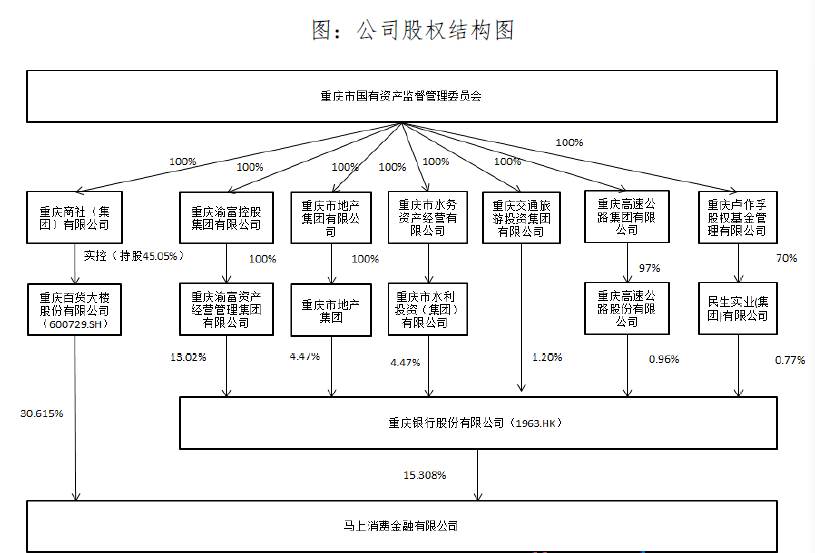 图：公司股权结构图
重庆市国有资产监督管理委员会
100%
100%
100%
100%
100%
100%
100%
重庆商社（集
团）有限公司
重庆渝富控股
集团有限公司
重庆市地产
集团有限公
司
重庆市水务
资产经营有
限公司
重庆交通旅
游投资集团
有限公司
重庆高速公
路集团有限
公司
重庆卢作孚
股权基金管
理有限公司
实控（持股45.05%）
100%
100%
97%
70%
重庆百货大楼
股份有限公司
（600729.SH）
重庆渝富资产
经营管理集团
有限公司
重庆市地产
集团
重庆市水利
投资（集团）
有限公司
重庆高速公
路股份有限
公司
民生实业(集
团)有限公司
13.02%
4.47%
4.47%
1.20%
0.96%
0.77%
30.615%
重庆银行股份有限公司（1963.HK）
15.308%
马上消费金融有限公司